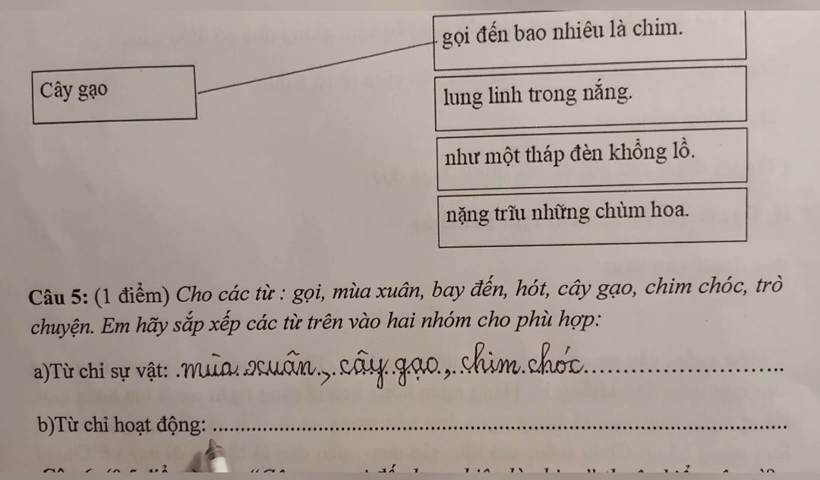 gọi đến bao nhiêu là chim.
Cây gạo
lung linh trong nắng.
như một tháp đèn khổng lồ.
nặng trĩu những chùm hoa.
Câu 5: (1 điểm) Cho các từ : gọi, mùa xuân, bay đến, hót, cây gạo, chim chóc, trò
chuyện. Em hãy sắp xếp các từ trên vào hai nhóm cho phù hợp:
a)Từ chỉ sự vật: mùa xuân, cây gạo, chim chóc
b)Từ chỉ hoạt động: